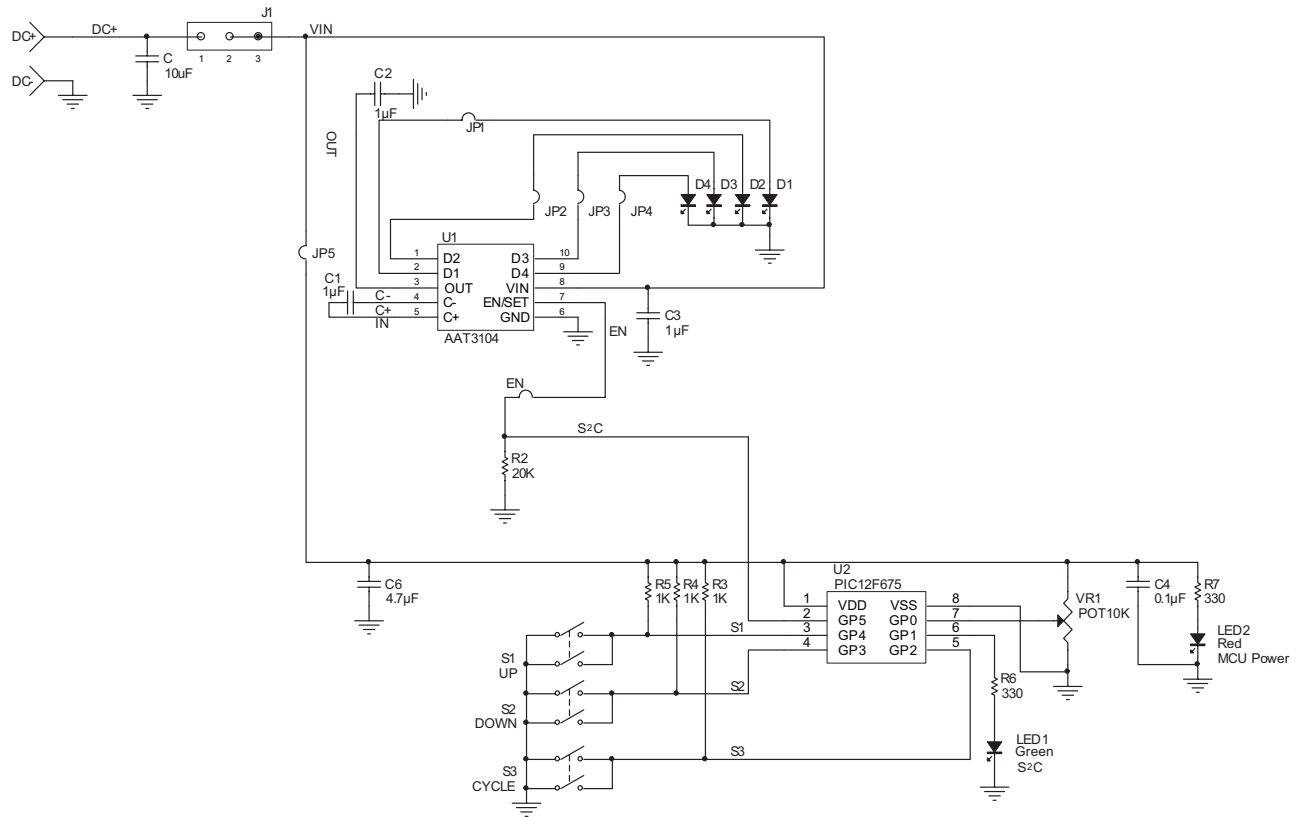 J1
DC+
DC+
VIN
C
10uF
1 2 3
DC-
C2
1µF
OUT
JP1
D4 D3 D2 D1
JP2 JP3 JP4
JP5
U1
1 D2 D3 10
2 D1 D4 9
3 OUT VIN 8
4 C- EN/SET 7
5 C+ GND 6
AAT3104
C1
1µF
C-
C+
IN
EN
C3
1µF
EN
S2C
R2
20K
C6
4.7µF
R5
1K
R4
1K
R3
1K
U2
PIC12F675
1 VDD VSS 8
2 GP5 GP0 7
3 GP4 GP1 6
4 GP3 GP2 5
VR1
POT10K
C4
0.1µF
R7
330
LED2
Red
MCU Power
S1
S1
UP
S2
S2
DOWN
S3
S3
CYCLE
R6
330
LED1
Green
S2C